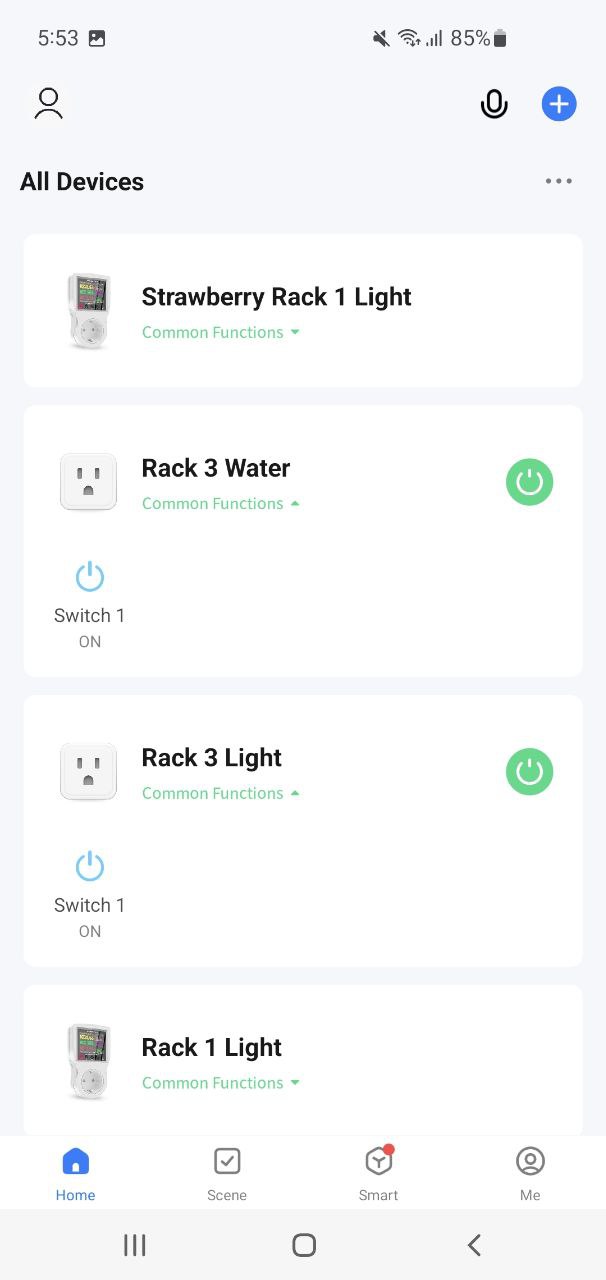 5:53
85%
All Devices
Strawberry Rack 1 Light
Common Functions
Rack 3 Water
Common Functions
Switch 1
ON
Rack 3 Light
Common Functions
Switch 1
ON
Rack 1 Light
Common Functions
Home
Scene
Smart
Me